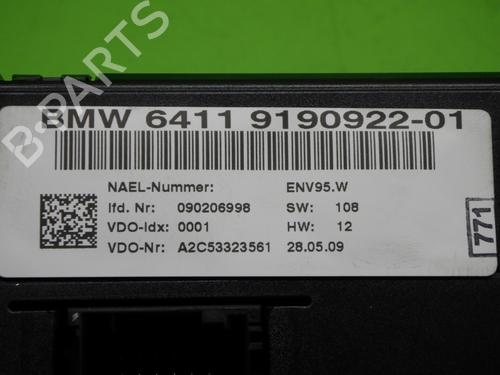 BMW 6411 9190922-01
NAEL-Nummer: ENV95.W
lfd. Nr: 090206998 SW: 108
VDO-Idx: 0001 HW: 12
VDO-Nr: A2C53323561 28.05.09
771
B-PARTS